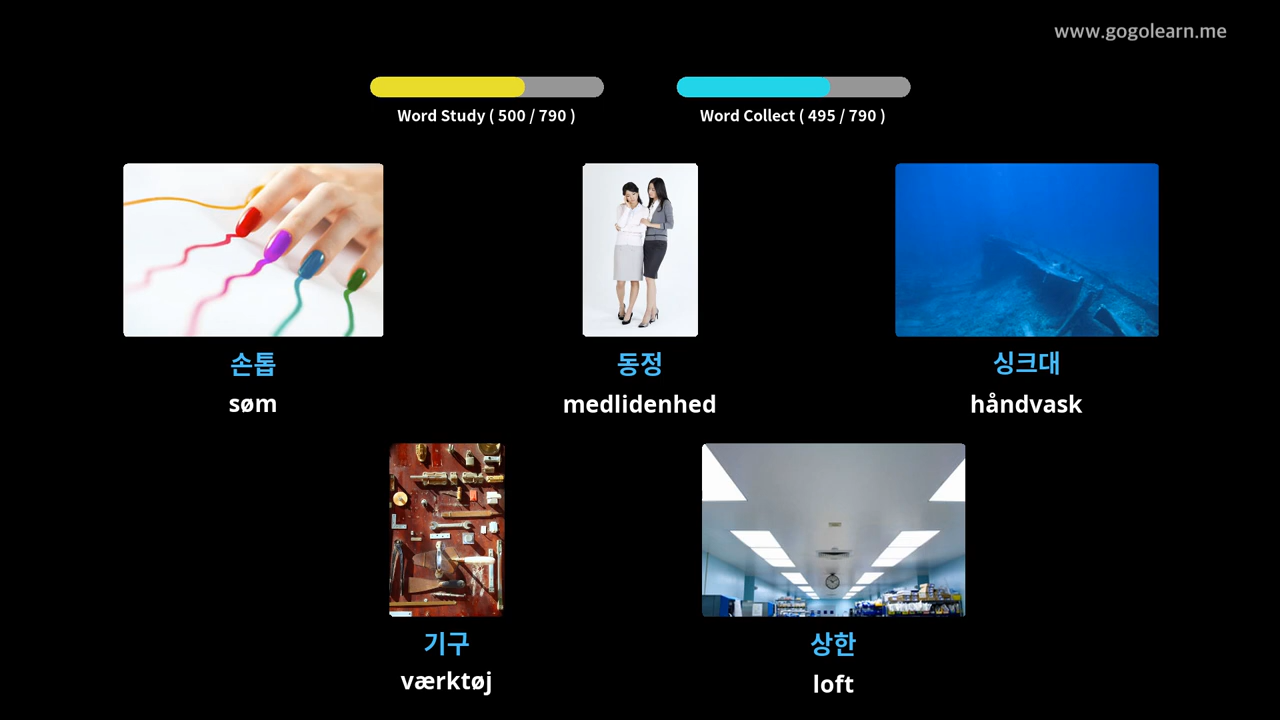 www.gogolearn.me
Word Study ( 500 / 790 )
Word Collect ( 495 / 790 )
손톱
søm
동정
medlidenhed
싱크대
håndvask
기구
værktøj
상한
loft